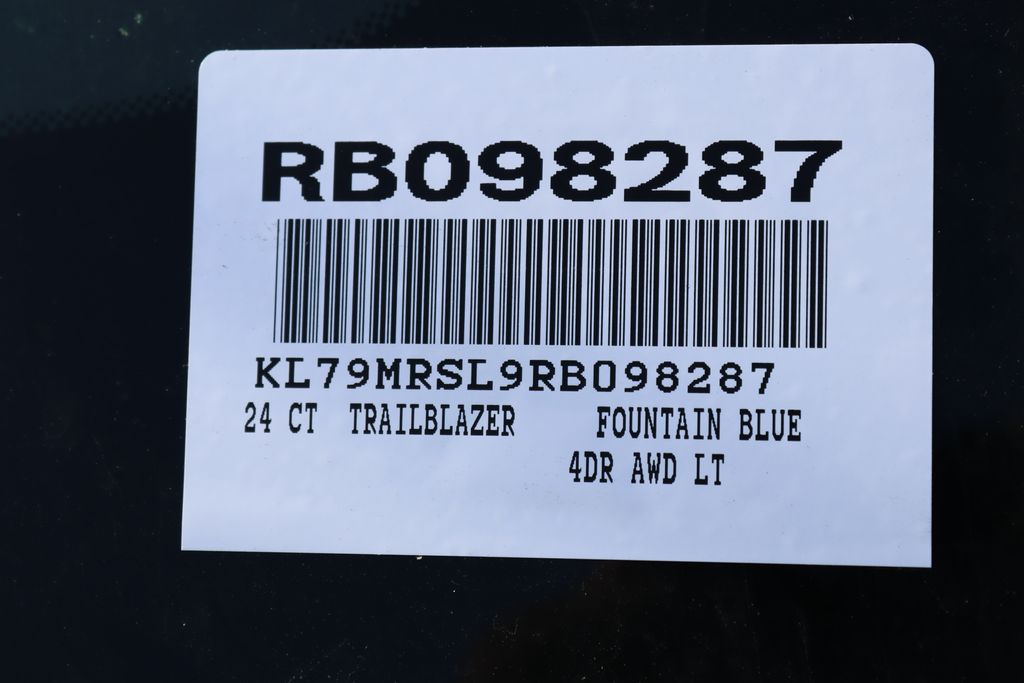 RB098287
KL79MRSL9RB098287
24 CT TRAILBLAZER FOUNTAIN BLUE
4DR AWD LT